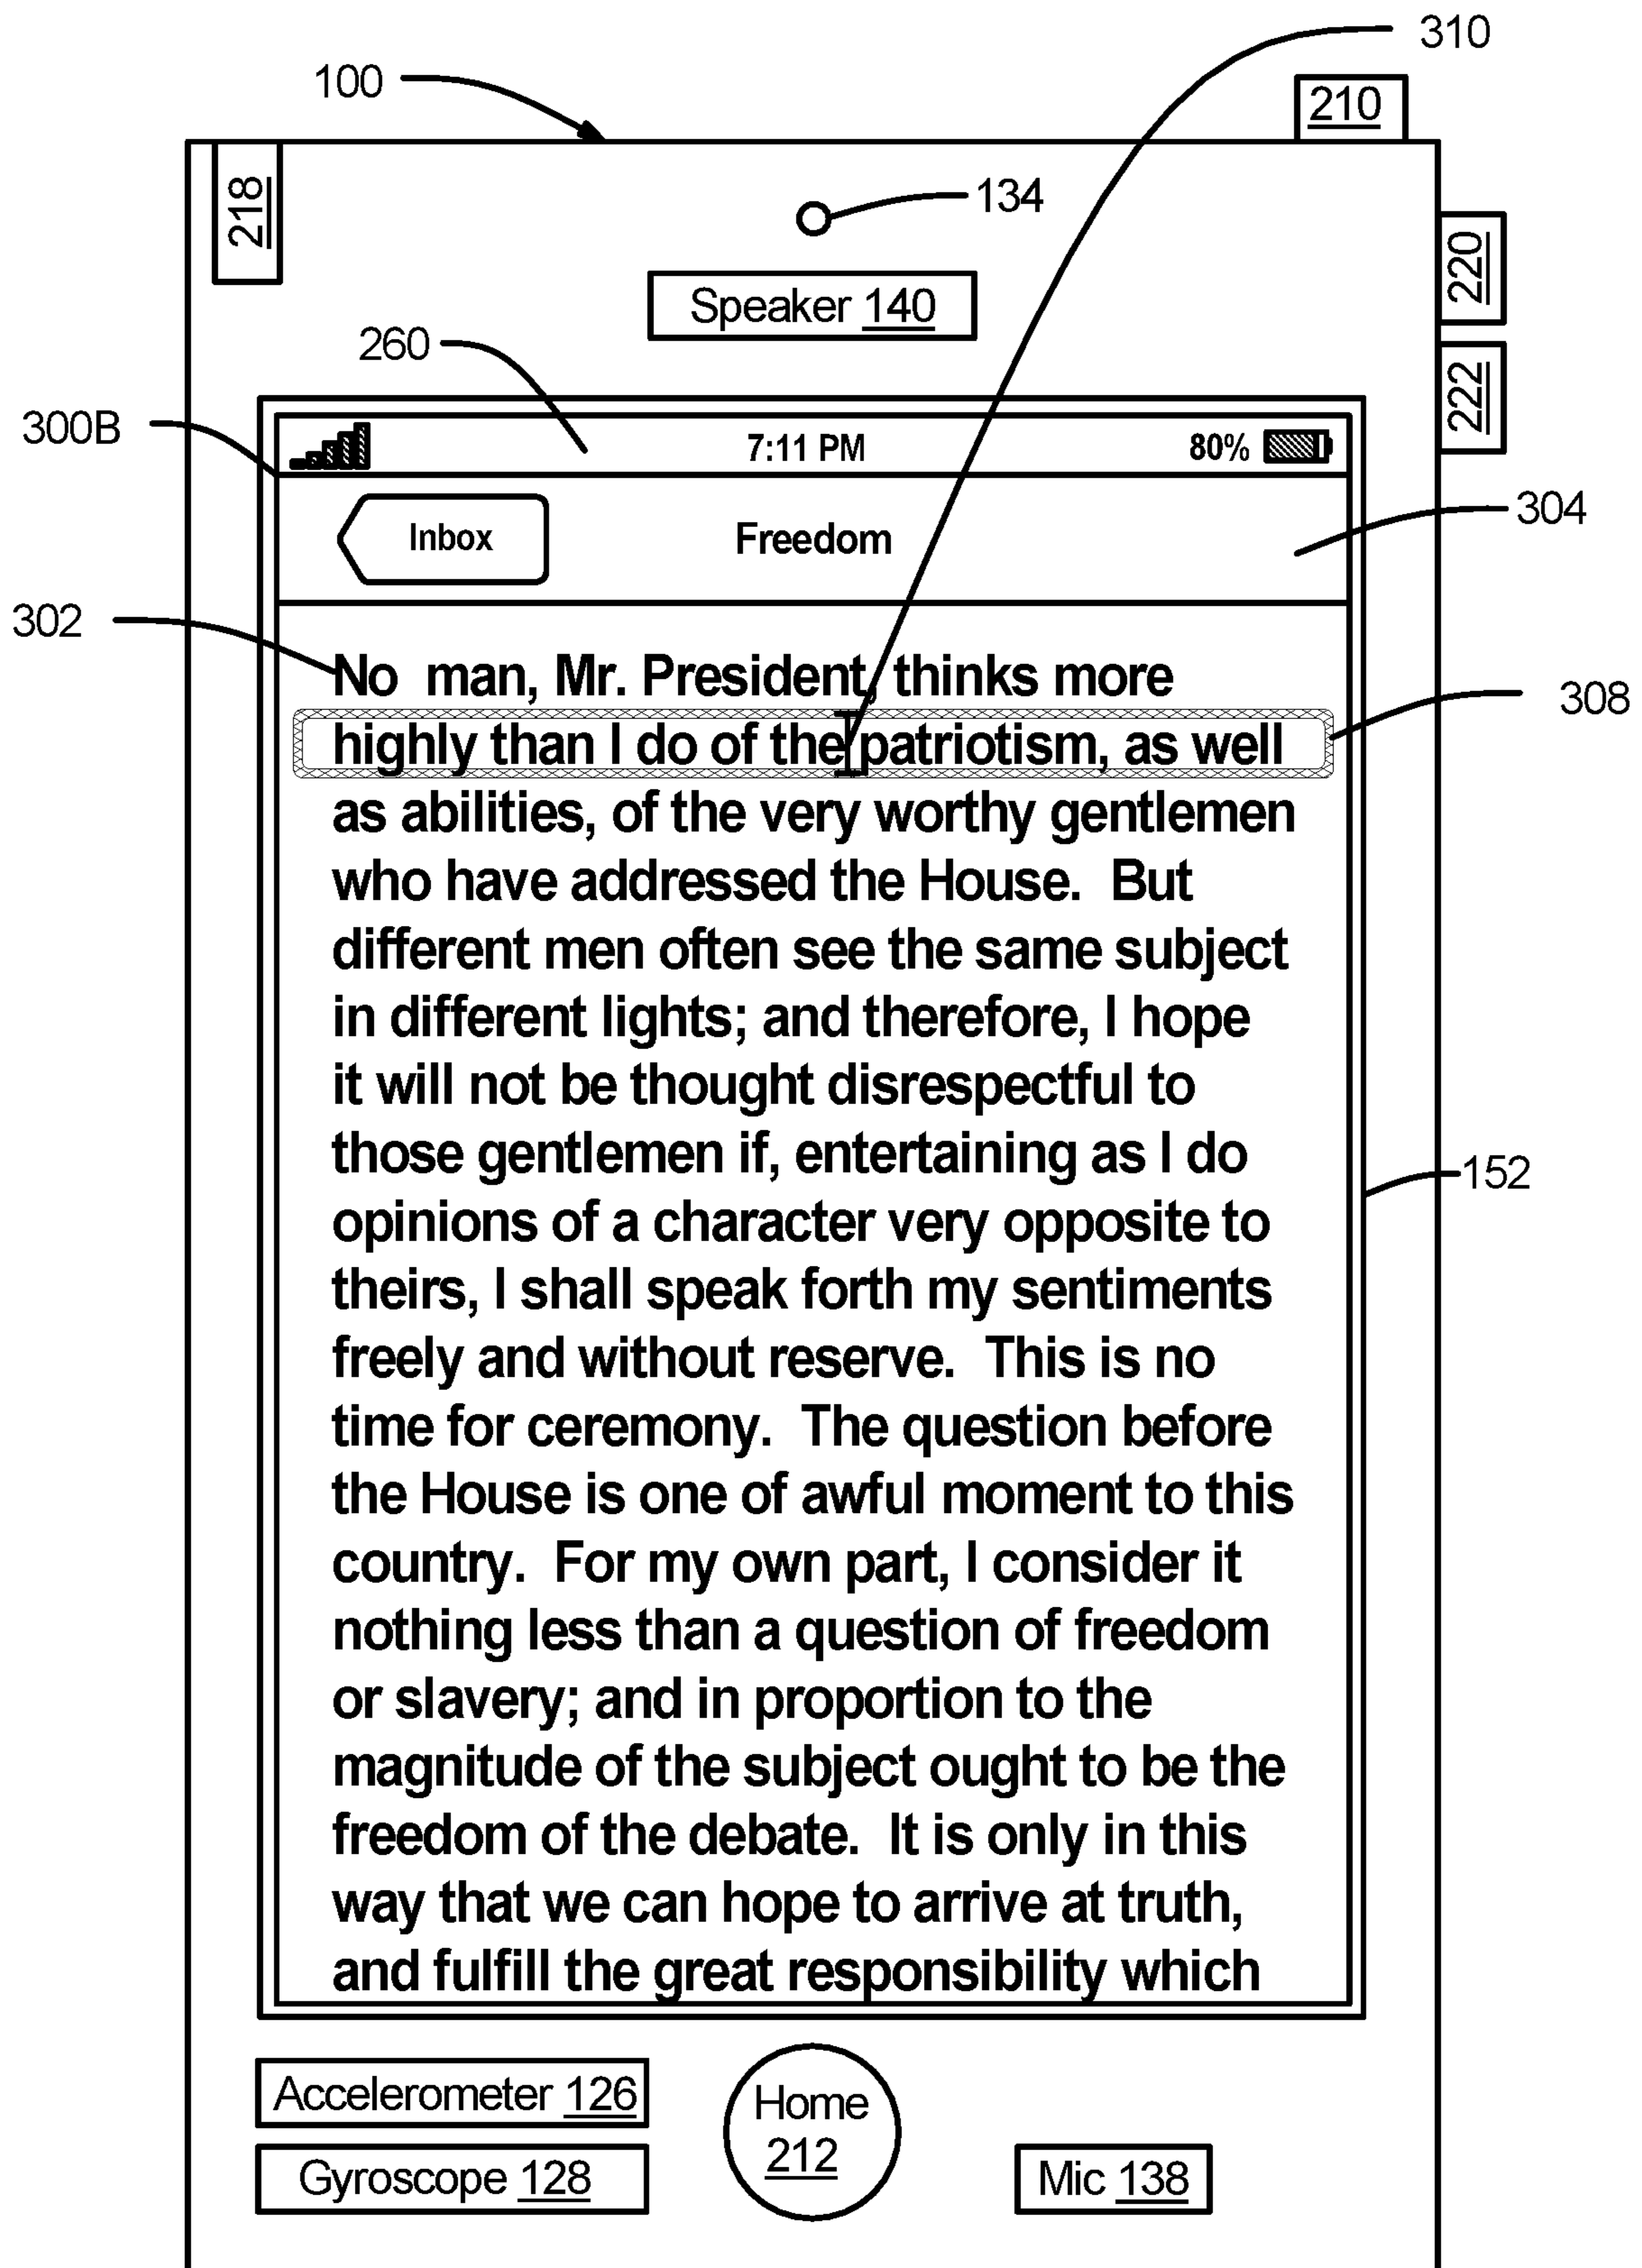 310
100
210
218
134
220
Speaker 140
260
222
300B
7:11 PM
80%
304
Inbox
Freedom
302
No man, Mr. President, thinks more
308
highly than I do of the patriotism, as well
as abilities, of the very worthy gentlemen
who have addressed the House. But
different men often see the same subject
in different lights; and therefore, I hope
it will not be thought disrespectful to
those gentlemen if, entertaining as I do
152
opinions of a character very opposite to
theirs, I shall speak forth my sentiments
freely and without reserve. This is no
time for ceremony. The question before
the House is one of awful moment to this
country. For my own part, I consider it
nothing less than a question of freedom
or slavery; and in proportion to the
magnitude of the subject ought to be the
freedom of the debate. It is only in this
way that we can hope to arrive at truth,
and fulfill the great responsibility which
Accelerometer 126
Home
212
Gyroscope 128
Mic 138